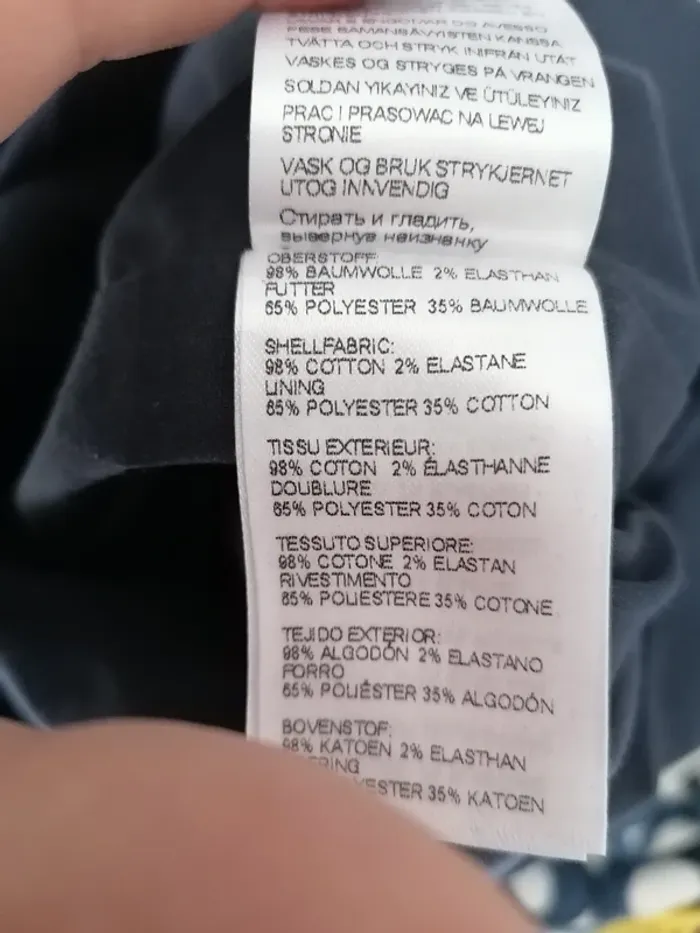 PESE SAMANSÄVYISTEN KANSSA
TVÄTTA OCH STRYK INIFRÅN UTÅT
VASKES OG STRYGES PÅ VRANGEN
SOLDAN YIKAYINIZ VE ÜTÜLEYINIZ
PRAC I PRASOWAC NA LEWEJ
STRONIE
VASK OG BRUK STRYKJERNET
UTOG INNVENDIG
Стирать и гладить,
вывернув наизнанку
OBERSTOFF:
98% BAUMWOLLE 2% ELASTHAN
FUTTER
65% POLYESTER 35% BAUMWOLLE
SHELLFABRIC:
98% COTTON 2% ELASTANE
LINING
65% POLYESTER 35% COTTON
TISSU EXTERIEUR:
98% COTON 2% ÉLASTHANNE
DOUBLURE
65% POLYESTER 35% COTON
TESSUTO SUPERIORE:
98% COTONE 2% ELASTAN
RIVESTIMENTO
65% POLIESTERE 35% COTONE
TEJIDO EXTERIOR:
98% ALGODÓN 2% ELASTANO
FORRO
65% POLIÉSTER 35% ALGODÓN
BOVENSTOF:
98% KATOEN 2% ELASTHAN
35% KATOEN